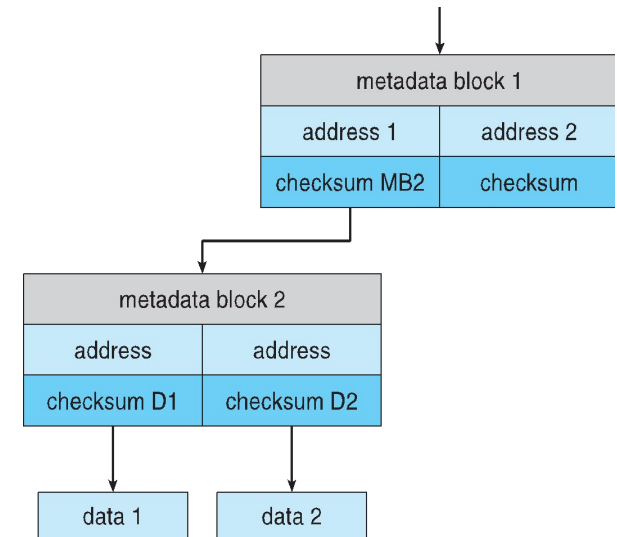 metadata block 1
address 1 address 2
checksum MB2 checksum
metadata block 2
address address
checksum D1 checksum D2
data 1 data 2